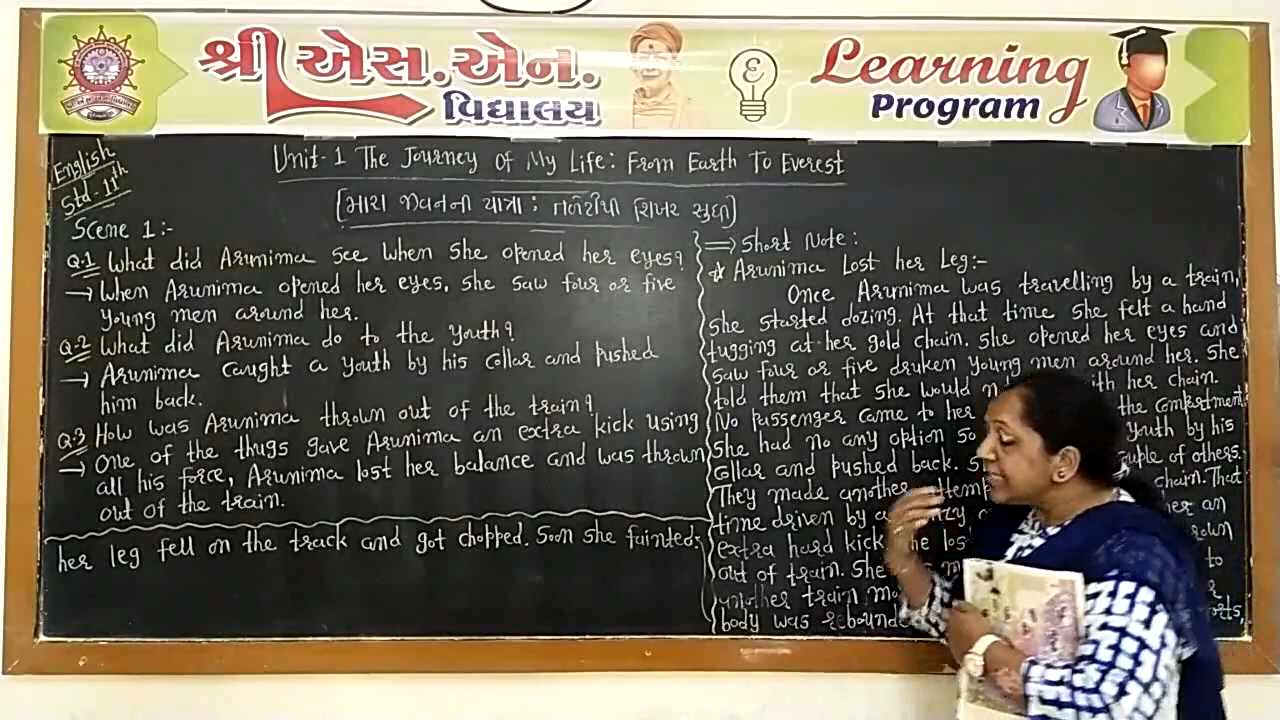 શ્રી એસ.એન.
વિદ્યાલય
Learning
Program
English
Std-11th
Unit-1 The Journey Of My Life: From Earth To Everest
[મારા જીવનની યાત્રા : તળેટીથી શિખર સુધી]
Scene 1:-
Q.1 What did Arunima see when she opened her eyes?
→ When Arunima opened her eyes, she saw four or five
young men around her.
Q.2 What did Arunima do to the youth?
→ Arunima caught a youth by his collar and pushed
him back.
Q.3 How was Arunima thrown out of the train?
→ One of the thugs gave Arunima an extra kick using
all his force, Arunima lost her balance and was thrown
out of the train.
⇒ Short Note:
☆ Arunima Lost her Leg:-
Once Arunima was travelling by a train,
she started dozing. At that time she felt a hand
tugging at her gold chain. She opened her eyes and
saw four or five druken young men around her. She
told them that she would with her chain.
No passenger came to her the compartment.
She had no any option so youth by his
collar and pushed back. couple of others.
They made another attemp chain. That
time driven by a her an
extra hard kick. She los
out of train. She to
another train
body was rebounde
her leg fell on the track and got chopped. Soon she fainted.